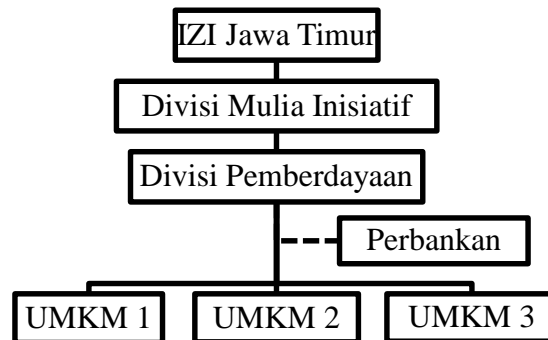 IZI Jawa Timur
Divisi Mulia Inisiatif
Divisi Pemberdayaan
Perbankan
UMKM 1
UMKM 2
UMKM 3